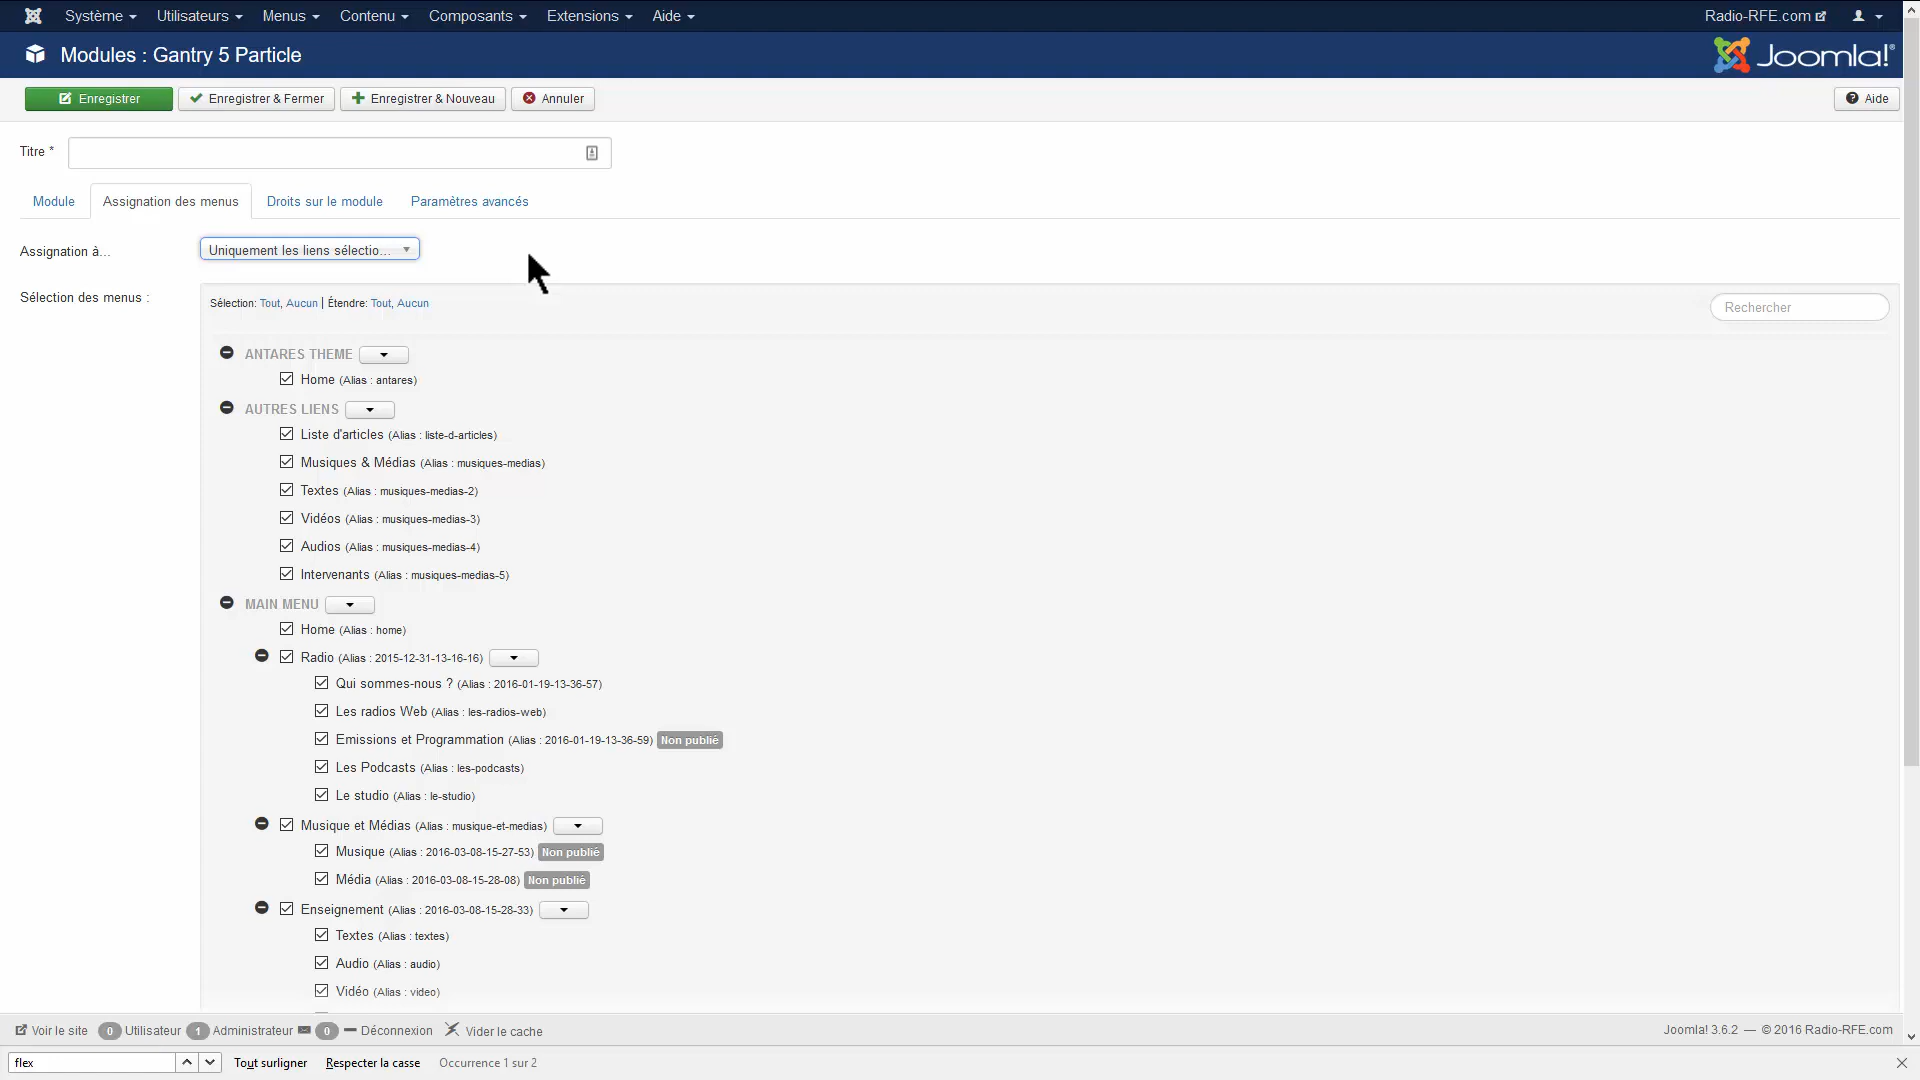 Système Utilisateurs Menus Contenu Composants Extensions Aide Radio-RFE.com
Modules : Gantry 5 Particle Joomla!®
Enregistrer Enregistrer & Fermer Enregistrer & Nouveau Annuler Aide
Titre *
Module Assignation des menus Droits sur le module Paramètres avancés
Assignation à... Uniquement les liens sélectio...
Sélection des menus : Sélection: Tout, Aucun | Étendre: Tout, Aucun Rechercher
ANTARES THEME
Home (Alias : antares)
AUTRES LIENS
Liste d'articles (Alias : liste-d-articles)
Musiques & Médias (Alias : musiques-medias)
Textes (Alias : musiques-medias-2)
Vidéos (Alias : musiques-medias-3)
Audios (Alias : musiques-medias-4)
Intervenants (Alias : musiques-medias-5)
MAIN MENU
Home (Alias : home)
Radio (Alias : 2015-12-31-13-16-16)
Qui sommes-nous ? (Alias : 2016-01-19-13-36-57)
Les radios Web (Alias : les-radios-web)
Emissions et Programmation (Alias : 2016-01-19-13-36-59) Non publié
Les Podcasts (Alias : les-podcasts)
Le studio (Alias : le-studio)
Musique et Médias (Alias : musique-et-medias)
Musique (Alias : 2016-03-08-15-27-53) Non publié
Média (Alias : 2016-03-08-15-28-08) Non publié
Enseignement (Alias : 2016-03-08-15-28-33)
Textes (Alias : textes)
Audio (Alias : audio)
Vidéo (Alias : video)
Voir le site 0 Utilisateur 1 Administrateur 0 Déconnexion Vider le cache Joomla! 3.6.2 — © 2016 Radio-RFE.com
flex Tout surligner Respecter la casse Occurrence 1 sur 2